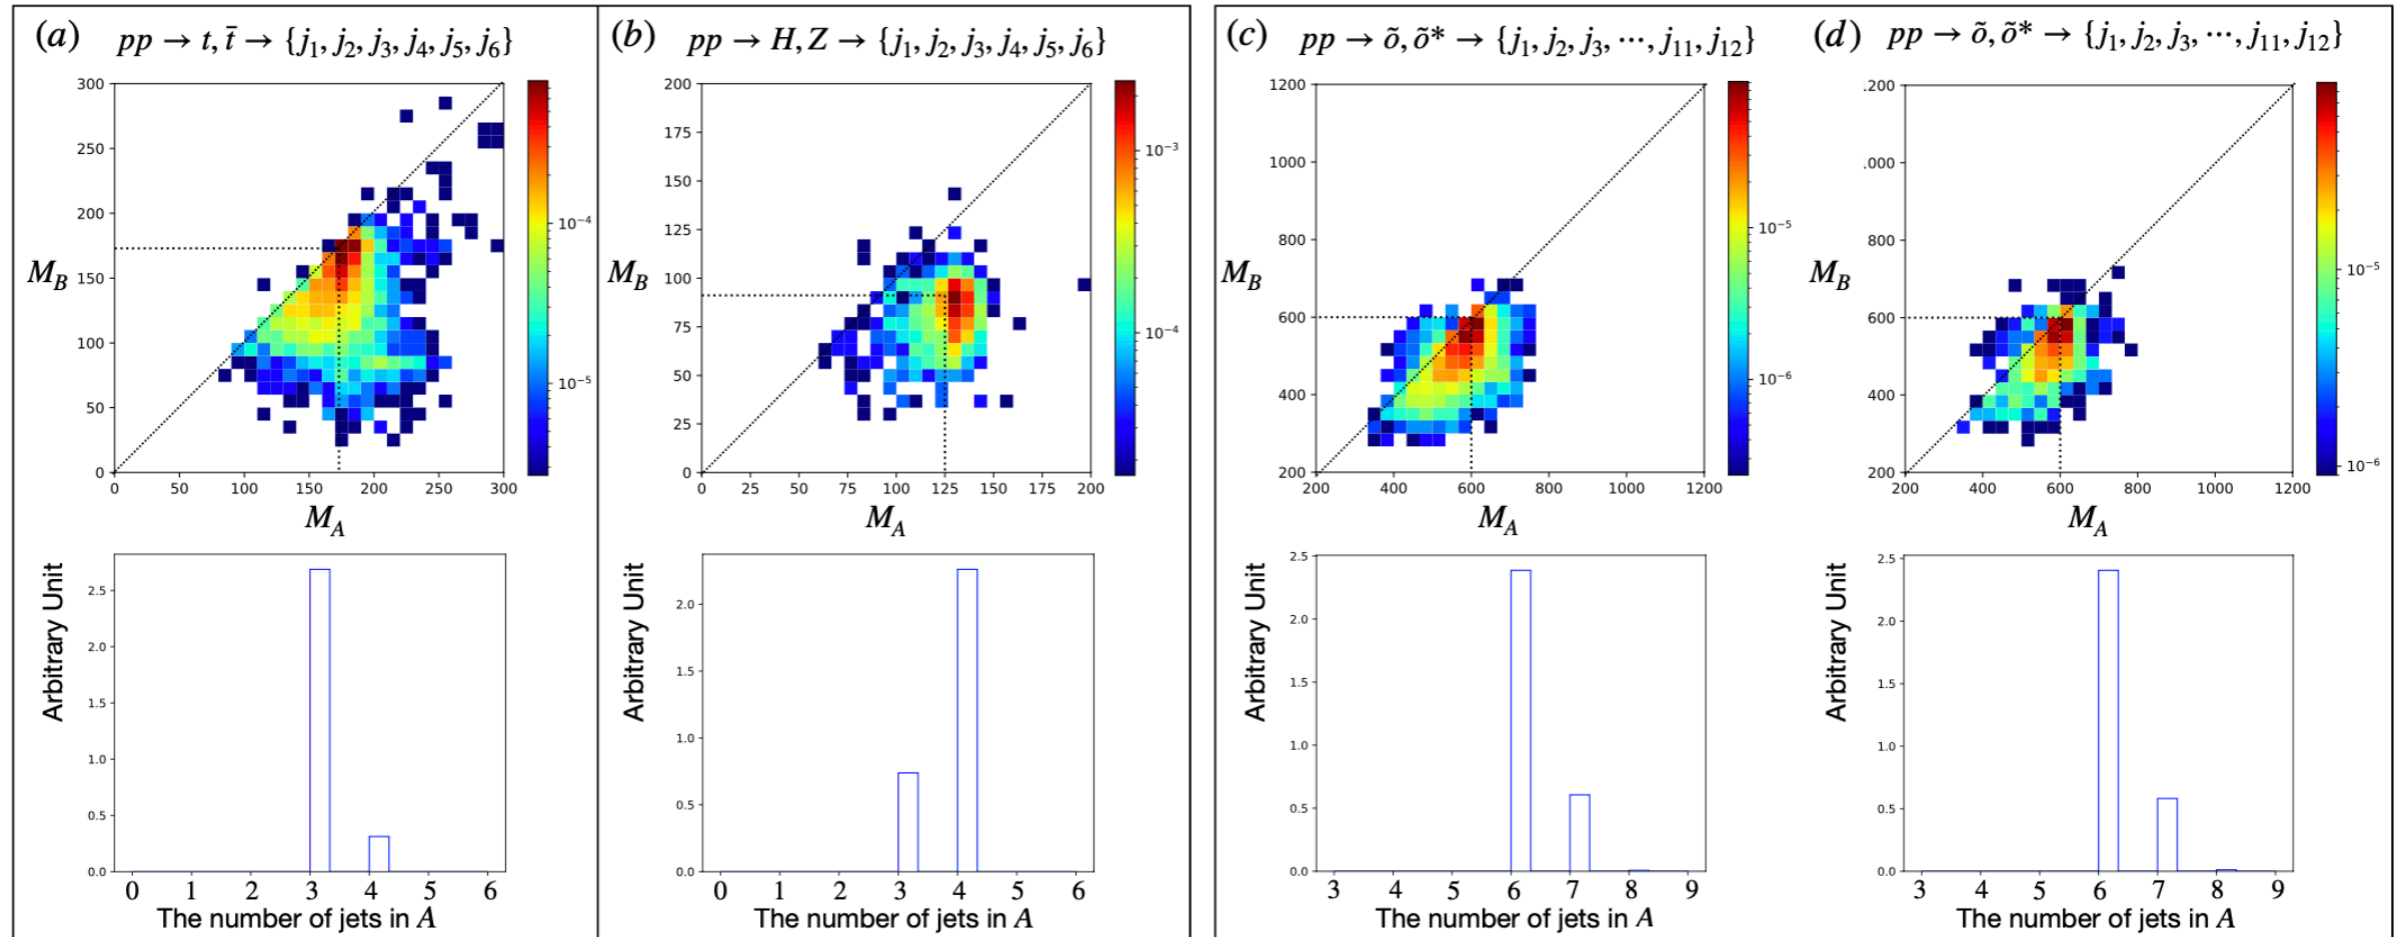 (a) pp → t, t̄ → {j₁, j₂, j₃, j₄, j₅, j₆}
300
250
200
150
100
50
0
M_B
0 50 100 150 200 250 300
M_A
10⁻⁴
10⁻⁵
Arbitrary Unit
2.5
2.0
1.5
1.0
0.5
0.0
0 1 2 3 4 5 6
The number of jets in A
(b) pp → H, Z → {j₁, j₂, j₃, j₄, j₅, j₆}
200
175
150
125
100
75
50
25
0
M_B
0 25 50 75 100 125 150 175 200
M_A
10⁻³
10⁻⁴
Arbitrary Unit
2.0
1.5
1.0
0.5
0.0
0 1 2 3 4 5 6
The number of jets in A
(c) pp → õ, õ* → {j₁, j₂, j₃, ⋯, j₁₁, j₁₂}
1200
1000
800
600
400
200
M_B
200 400 600 800 1000 1200
M_A
10⁻⁵
10⁻⁶
Arbitrary Unit
2.5
2.0
1.5
1.0
0.5
0.0
3 4 5 6 7 8 9
The number of jets in A
(d) pp → õ, õ* → {j₁, j₂, j₃, ⋯, j₁₁, j₁₂}
.200
.000
800
600
400
200
M_B
200 400 600 800 1000 1200
M_A
10⁻⁵
10⁻⁶
Arbitrary Unit
2.5
2.0
1.5
1.0
0.5
0.0
3 4 5 6 7 8 9
The number of jets in A